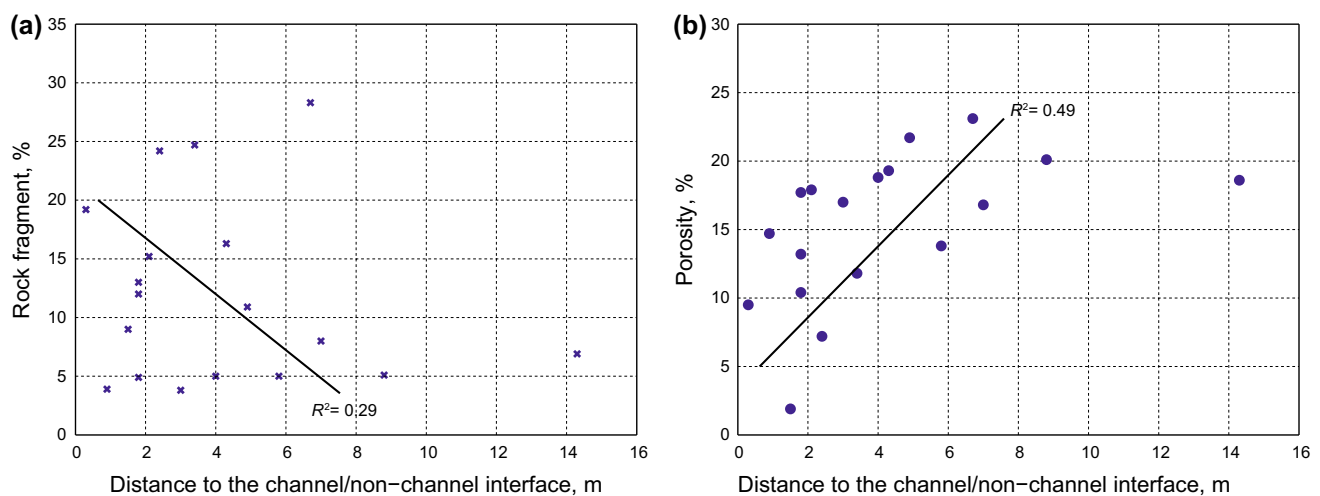 (a)
35
30
25
20
15
10
5
0
Rock fragment, %
R²= 0.29
0 2 4 6 8 10 12 14 16
Distance to the channel/non−channel interface, m
(b)
30
25
20
15
10
5
0
Porosity, %
R²= 0.49
0 2 4 6 8 10 12 14 16
Distance to the channel/non−channel interface, m